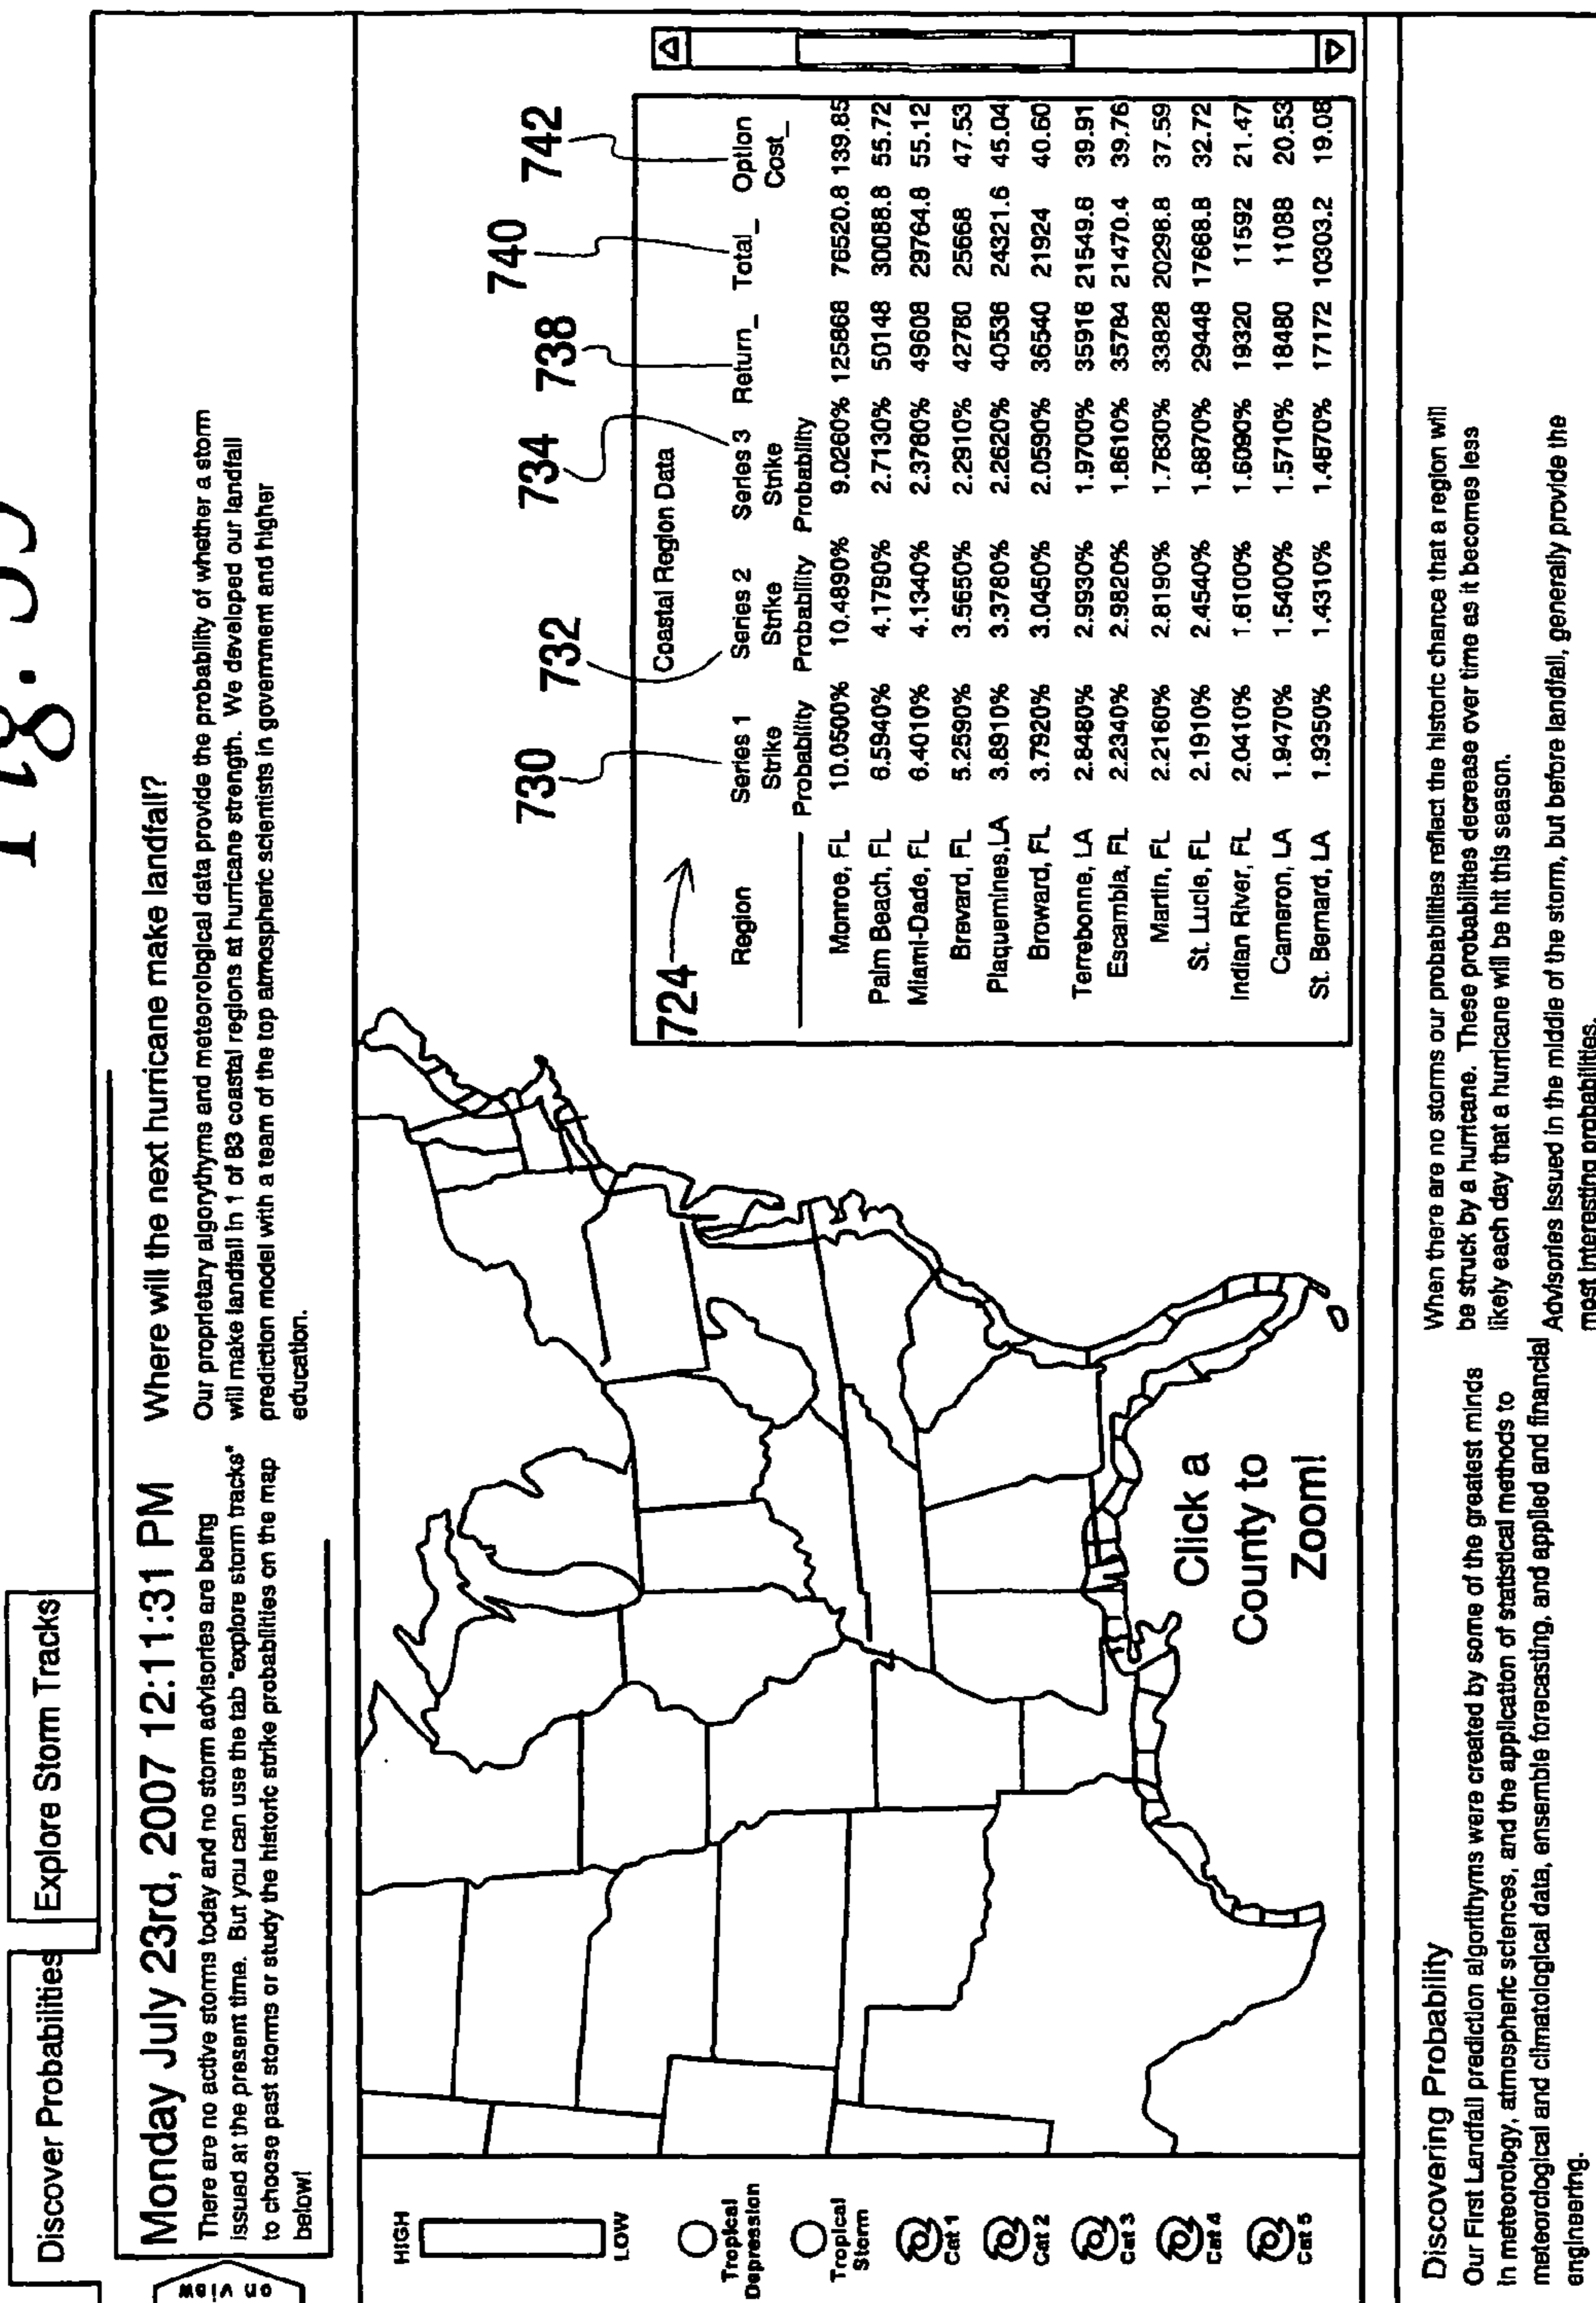 Discover Probabilities
Explore Storm Tracks
Monday July 23rd, 2007 12:11:31 PM
There are no active storms today and no storm advisories are being
issued at the present time. But you can use the tab "explore storm tracks"
to choose past storms or study the historic strike probabilities on the map
below!
Where will the next hurricane make landfall?
Our proprietary algorythyms and meteorological data provide the probability of whether a storm
will make landfall in 1 of 83 coastal regions at hurricane strength. We developed our landfall
prediction model with a team of the top atmospheric scientists in government and higher
education.
HIGH
LOW
Tropical
Depression
Tropical
Storm
Cat 1
Cat 2
Cat 3
Cat 4
Cat 5
Click a
County to
Zoom!
724
730
732
734
738
740
742
Coastal Region Data
Region Series 1 Strike Probability Series 2 Strike Probability Series 3 Strike Probability Return_ Total_ Option Cost_
Monroe, FL 10.0500% 10.4890% 9.0260% 125868 76520.8 139.85
Palm Beach, FL 6.5940% 4.1790% 2.7130% 50148 30088.8 55.72
Miami-Dade, FL 6.4010% 4.1340% 2.3780% 49608 29764.8 55.12
Brevard, FL 5.2590% 3.5650% 2.2910% 42780 25668 47.53
Plaquemines,LA 3.8910% 3.3780% 2.2620% 40536 24321.6 45.04
Broward, FL 3.7920% 3.0450% 2.0590% 36540 21924 40.60
Terrebonne, LA 2.8480% 2.9930% 1.9700% 35916 21549.6 39.91
Escambia, FL 2.2340% 2.9820% 1.8610% 35784 21470.4 39.76
Martin, FL 2.2160% 2.8190% 1.7630% 33828 20298.8 37.59
St. Lucie, FL 2.1910% 2.4540% 1.6870% 29448 17668.8 32.72
Indian River, FL 2.0410% 1.6100% 1.6090% 19320 11592 21.47
Cameron, LA 1.9470% 1.5400% 1.5710% 18480 11088 20.53
St. Bernard, LA 1.9350% 1.4310% 1.4870% 17172 10303.2 19.08
Discovering Probability
Our First Landfall prediction algorithyms were created by some of the greatest minds
in meteorology, atmospheric sciences, and the application of statistical methods to
meteorological and climatological data, ensemble forecasting, and applied and financial
engineering.
When there are no storms our probabilities reflect the historic chance that a region will
be struck by a hurricane. These probabilities decrease over time as it becomes less
likely each day that a hurricane will be hit this season.
Advisories issued in the middle of the storm, but before landfall, generally provide the
most interesting probabilities.